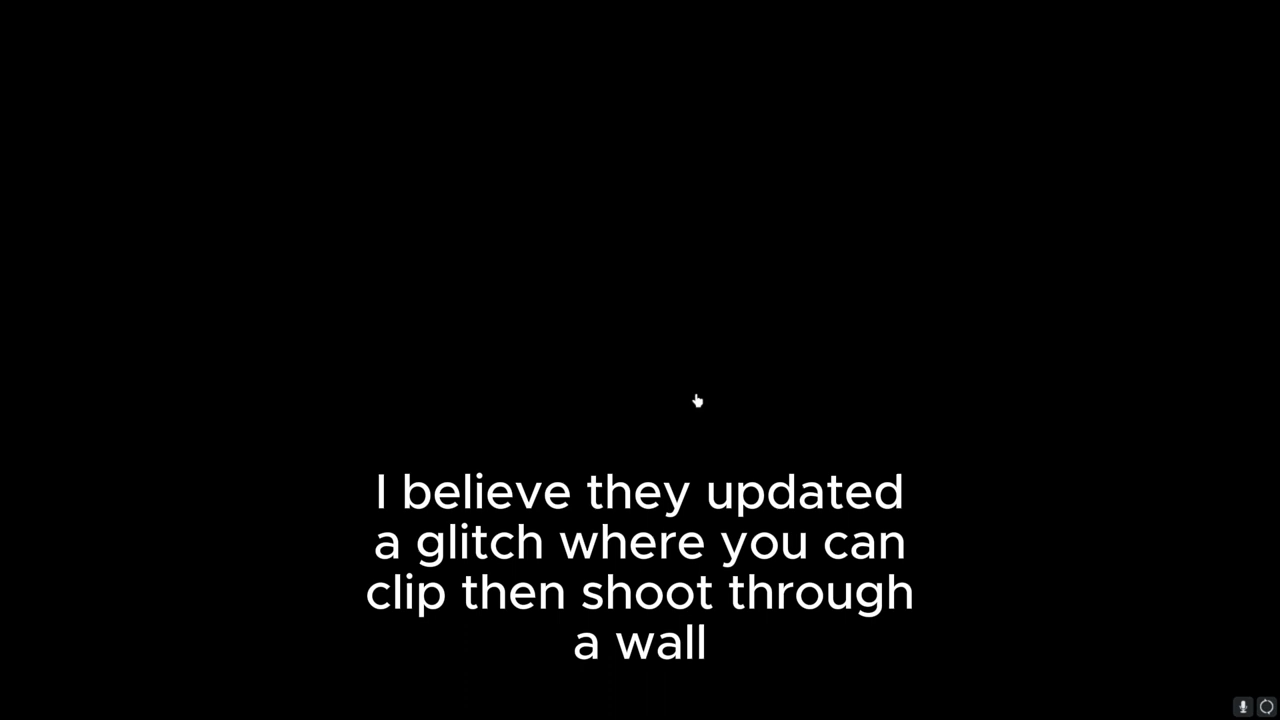 I believe they updated
a glitch where you can
clip then shoot through
a wall